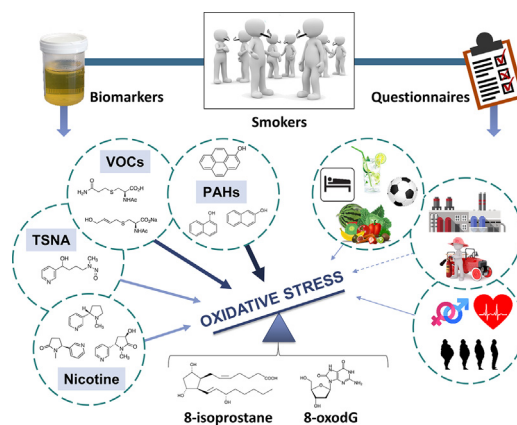 Biomarkers
Smokers
Questionnaires
VOCs
PAHs
TSNA
Nicotine
OXIDATIVE STRESS
8-isoprostane
8-oxodG